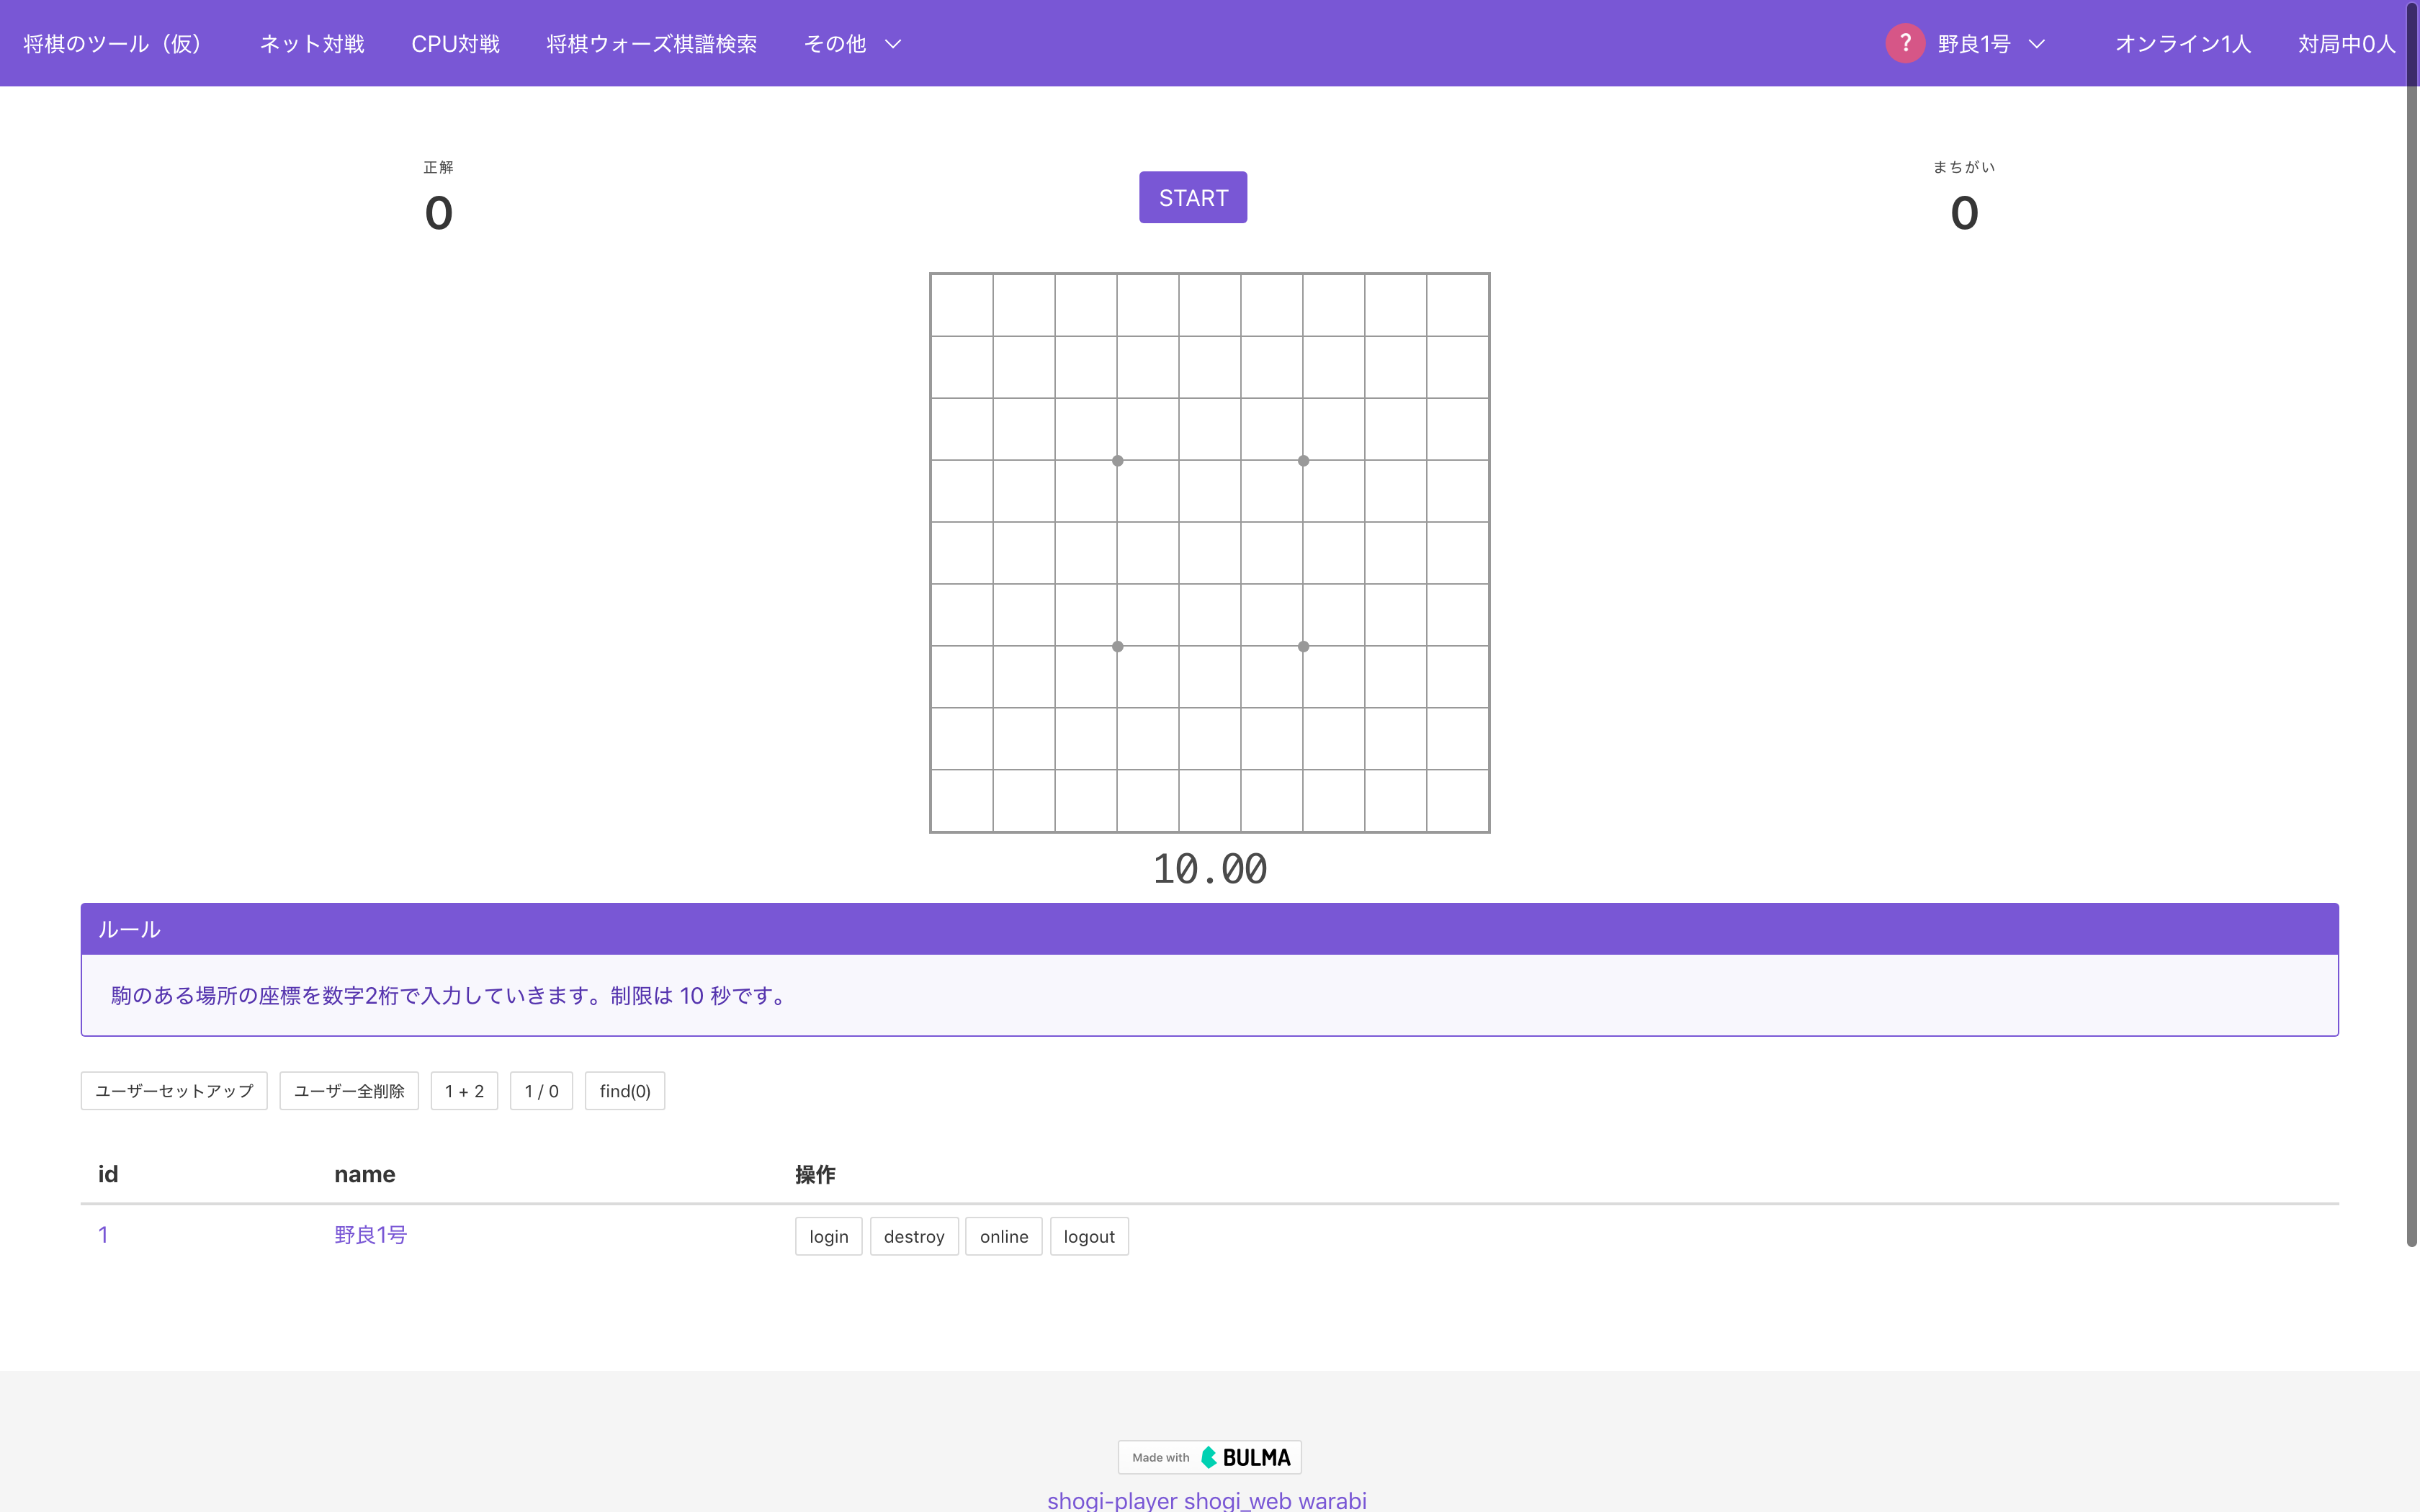 将棋のツール（仮） ネット対戦 CPU対戦 将棋ウォーズ棋譜検索 その他 ? 野良1号 オンライン1人 対局中0人
正解 まちがい
0 START 0
10.00
ルール
駒のある場所の座標を数字2桁で入力していきます。制限は 10 秒です。
ユーザーセットアップ ユーザー全削除 1 + 2 1 / 0 find(0)
id name 操作
1 野良1号 login destroy online logout
Made with BULMA
shogi-player shogi_web warabi